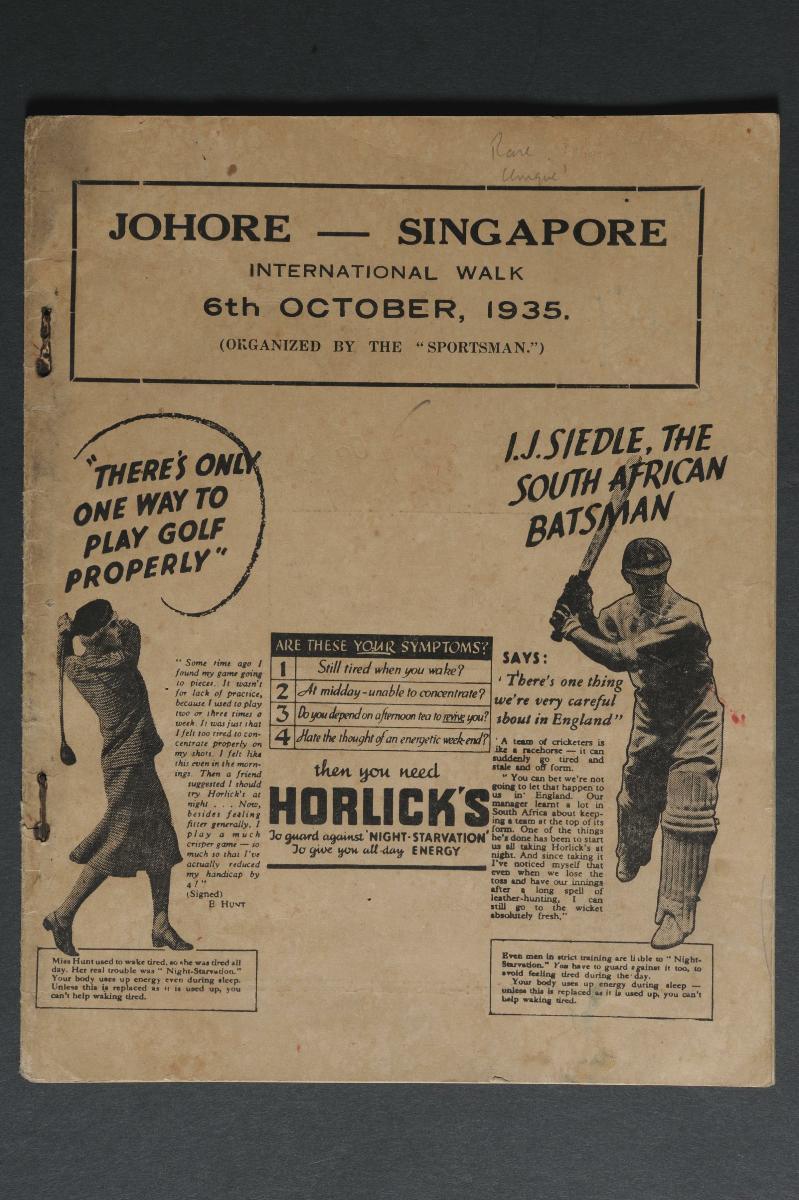 Rare
Unique!
JOHORE — SINGAPORE
INTERNATIONAL WALK
6th OCTOBER, 1935.
(ORGANIZED BY THE "SPORTSMAN.")
"THERE'S ONLY
ONE WAY TO
PLAY GOLF
PROPERLY"
"Some time ago I
found my game going
to pieces. It wasn't
for lack of practice,
because I used to play
two or three times a
week. It was just that
I felt too tired to con-
centrate properly on
my shots. I felt like
this even in the morn-
ings. Then a friend
suggested I should
try Horlick's at
night . . . Now,
besides feeling
fitter generally, I
play a much
crisper game — so
much so that I've
actually reduced
my handicap by
4!"
(Signed)
B HUNT
Miss Hunt used to wake tired, so she was tired all
day. Her real trouble was "Night-Starvation."
Your body uses up energy even during sleep.
Unless this is replaced as it is used up, you
can't help waking tired.
ARE THESE YOUR SYMPTOMS?
1 Still tired when you wake?
2 At midday-unable to concentrate?
3 Do you depend on afternoon tea to revive you?
4 Hate the thought of an energetic week-end?
then you need
HORLICK'S
To guard against 'NIGHT-STARVATION'
To give you all-day ENERGY
I.J. SIEDLE, THE
SOUTH AFRICAN
BATSMAN
SAYS:
'There's one thing
we're very careful
about in England"
'A team of cricketers is
like a racehorse — it can
suddenly go tired and
stale and off form.
"You can bet we're not
going to let that happen to
us in England. Our
manager learnt a lot in
South Africa about keep-
ing a team at the top of its
form. One of the things
he's done has been to start
us all taking Horlick's at
night. And since taking it
I've noticed myself that
even when we lose the
toss and have our innings
after a long spell of
leather-hunting, I can
still go to the wicket
absolutely fresh."
Even men in strict training are liable to "Night-
Starvation." You have to guard against it too, to
avoid feeling tired during the day.
Your body uses up energy during sleep —
unless this is replaced as it is used up, you can't
help waking tired.